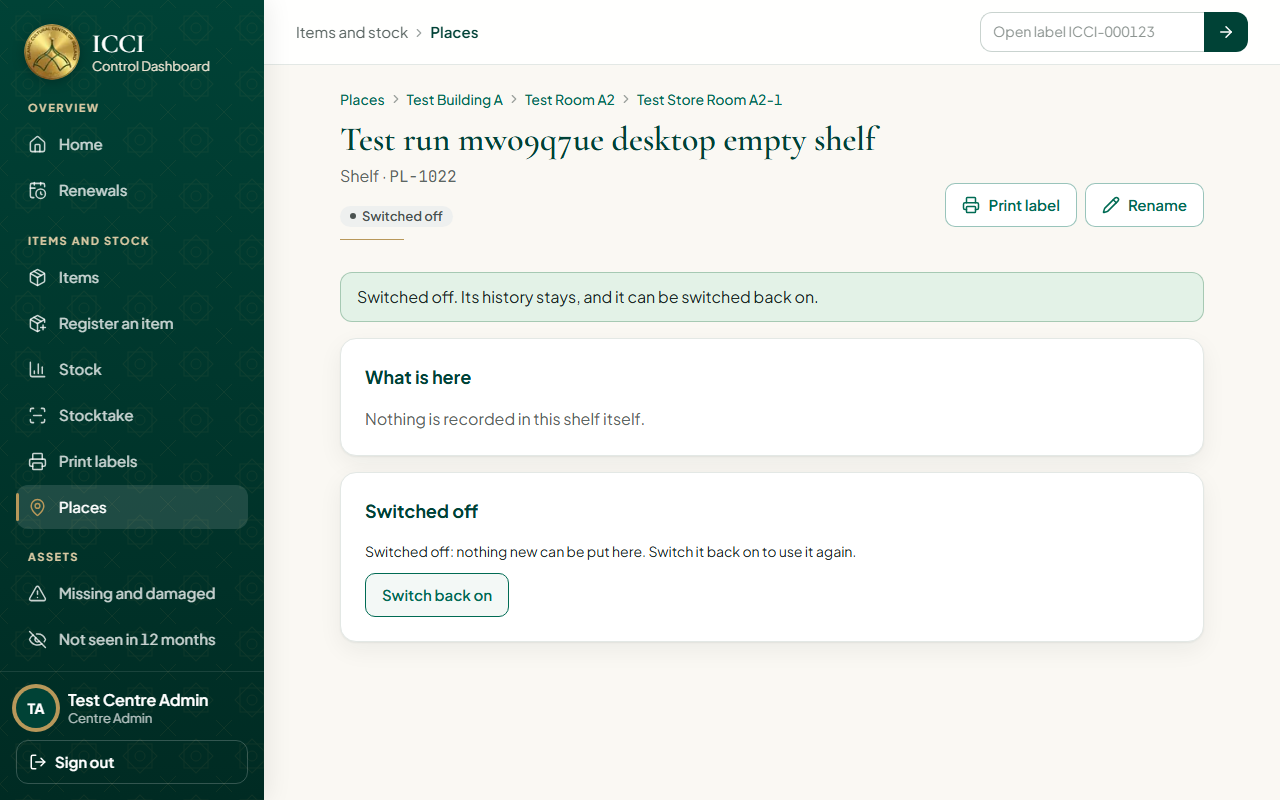 ICCI
Control Dashboard
OVERVIEW
Home
Renewals
ITEMS AND STOCK
Items
Register an item
Stock
Stocktake
Print labels
Places
ASSETS
Missing and damaged
Not seen in 12 months
TA
Test Centre Admin
Centre Admin
Sign out
Items and stock > Places
Open label ICCI-000123
Places > Test Building A > Test Room A2 > Test Store Room A2-1
Test run mwo9q7ue desktop empty shelf
Shelf · PL-1022
Switched off
Print label
Rename
Switched off. Its history stays, and it can be switched back on.
What is here
Nothing is recorded in this shelf itself.
Switched off
Switched off: nothing new can be put here. Switch it back on to use it again.
Switch back on